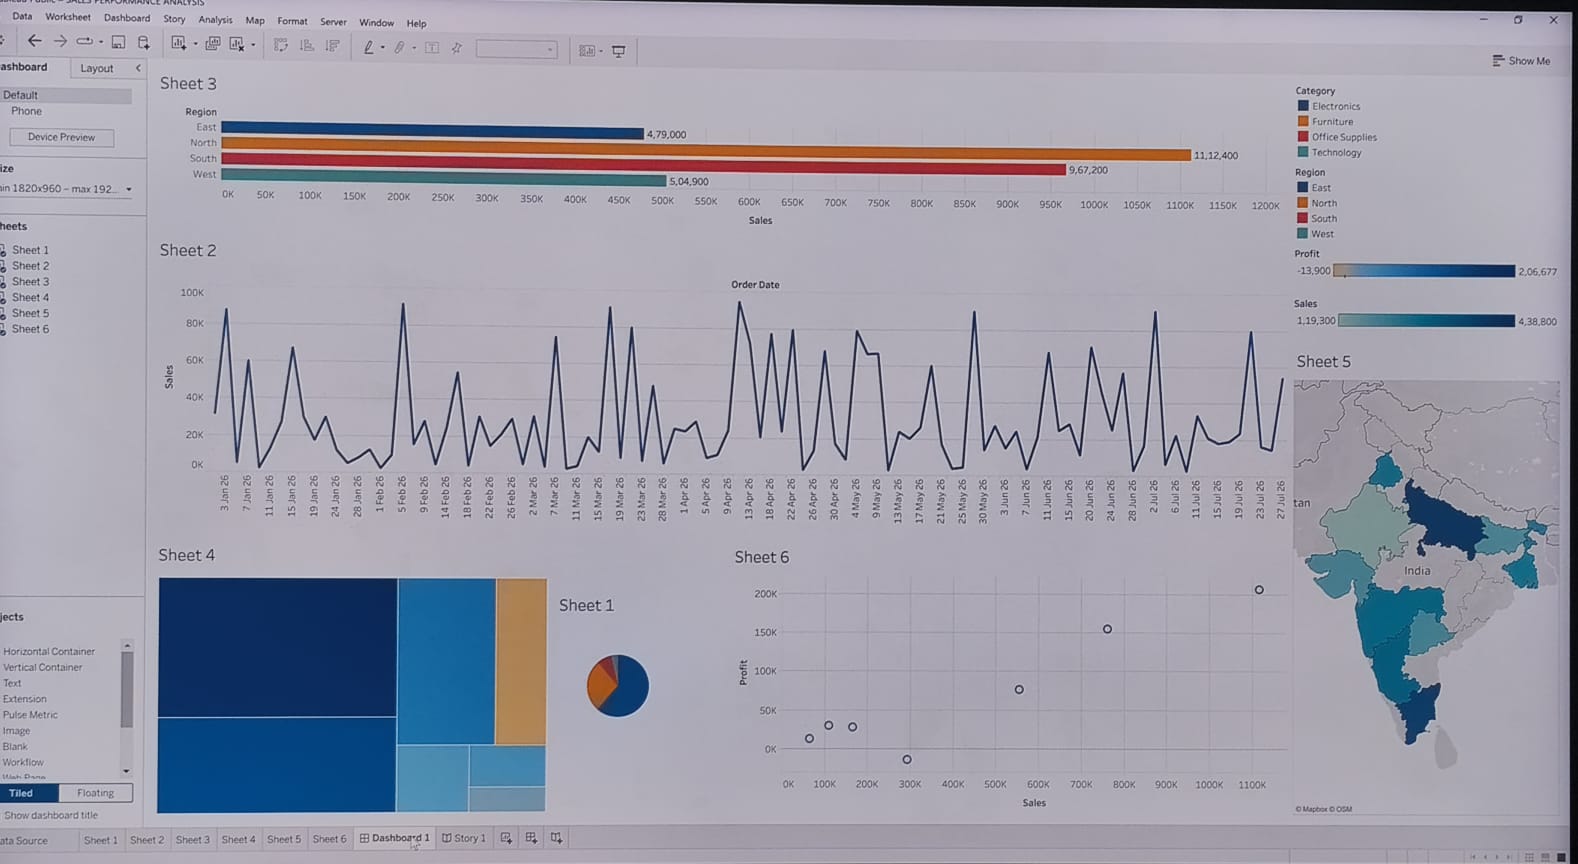 SALES PERFORMANCE ANALYSIS
Data Worksheet Dashboard Story Analysis Map Format Server Window Help
Layout
Show Me
Default
Phone
Device Preview
1820x960 – max 192...
Sheet 1
Sheet 2
Sheet 3
Sheet 4
Sheet 5
Sheet 6
Horizontal Container
Vertical Container
Text
Extension
Pulse Metric
Image
Blank
Workflow
Web Page
Tiled Floating
Show dashboard title
Sheet 3
Region
East 4,79,000
North 11,12,400
South 9,67,200
West 5,04,900
0K 50K 100K 150K 200K 250K 300K 350K 400K 450K 500K 550K 600K 650K 700K 750K 800K 850K 900K 950K 1000K 1050K 1100K 1150K 1200K
Sales
Sheet 2
Order Date
100K
80K
60K
40K
20K
0K
Sales
3 Jan 26 7 Jan 26 11 Jan 26 15 Jan 26 19 Jan 26 24 Jan 26 28 Jan 26 1 Feb 26 5 Feb 26 9 Feb 26 14 Feb 26 18 Feb 26 22 Feb 26 26 Feb 26 2 Mar 26 7 Mar 26 11 Mar 26 15 Mar 26 19 Mar 26 23 Mar 26 28 Mar 26 1 Apr 26 5 Apr 26 9 Apr 26 13 Apr 26 18 Apr 26 22 Apr 26 26 Apr 26 30 Apr 26 4 May 26 9 May 26 13 May 26 17 May 26 21 May 26 25 May 26 30 May 26 3 Jun 26 7 Jun 26 11 Jun 26 15 Jun 26 20 Jun 26 24 Jun 26 28 Jun 26 2 Jul 26 6 Jul 26 11 Jul 26 15 Jul 26 19 Jul 26 23 Jul 26 27 Jul 26
Sheet 4
Sheet 1
Sheet 6
200K
150K
100K
50K
0K
Profit
0K 100K 200K 300K 400K 500K 600K 700K 800K 900K 1000K 1100K
Sales
Category
Electronics
Furniture
Office Supplies
Technology
Region
East
North
South
West
Profit
-13,900 2,06,677
Sales
1,19,300 4,38,800
Sheet 5
tan
India
© Mapbox © OSM
Sheet 1 Sheet 2 Sheet 3 Sheet 4 Sheet 5 Sheet 6 Dashboard 1 Story 1